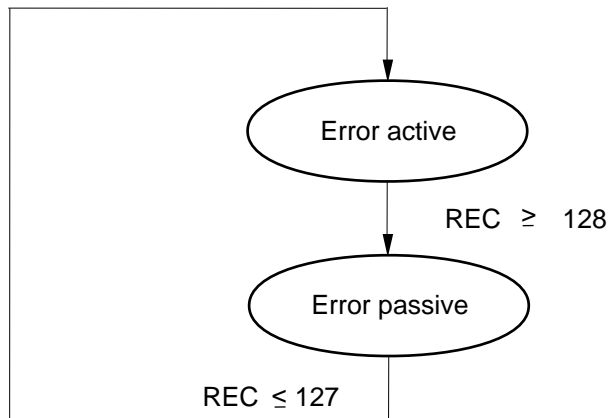 Error active
REC ≥ 128
Error passive
REC ≤ 127